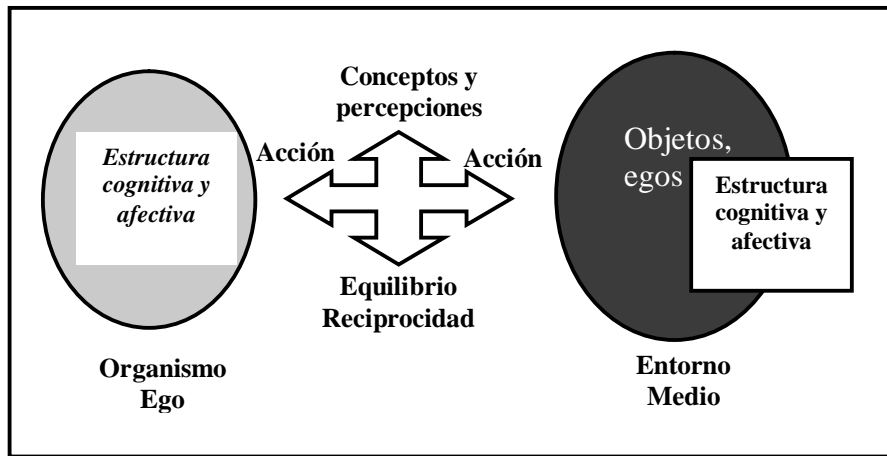 Conceptos y
percepciones
Estructura
cognitiva y
afectiva
Acción
Acción
Objetos,
egos
Estructura
cognitiva y
afectiva
Equilibrio
Reciprocidad
Organismo
Ego
Entorno
Medio